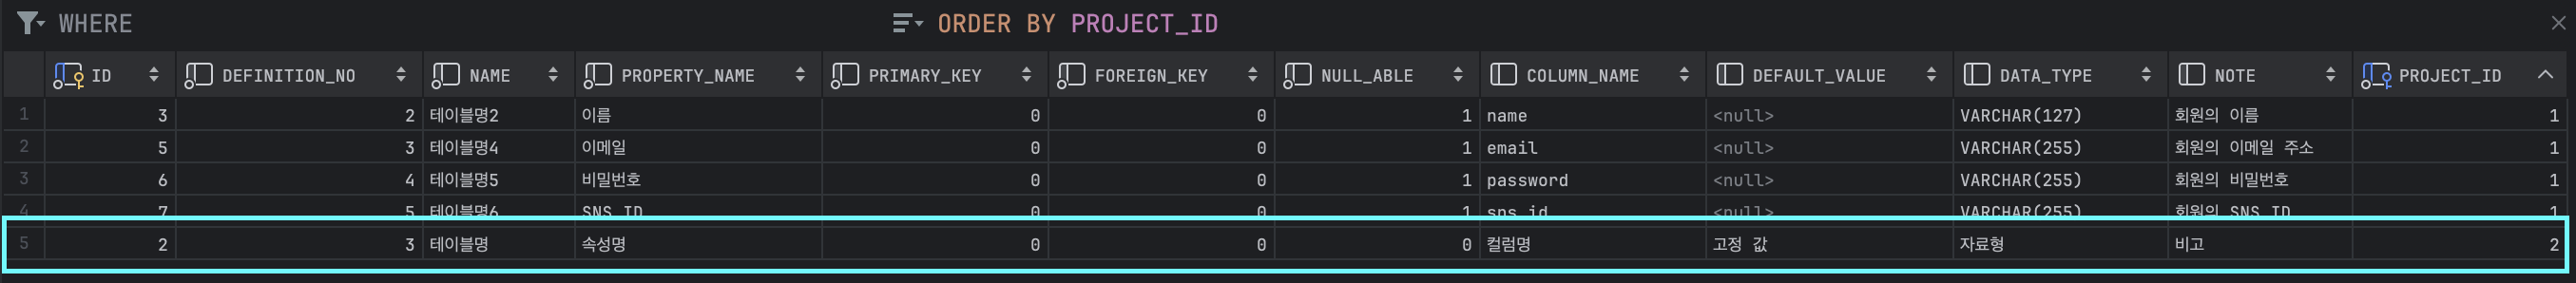 WHERE ORDER BY PROJECT_ID
ID DEFINITION_NO NAME PROPERTY_NAME PRIMARY_KEY FOREIGN_KEY NULL_ABLE COLUMN_NAME DEFAULT_VALUE DATA_TYPE NOTE PROJECT_ID
1 3 2 테이블명2 이름 0 0 1 name <null> VARCHAR(127) 회원의 이름 1
2 5 3 테이블명4 이메일 0 0 1 email <null> VARCHAR(255) 회원의 이메일 주소 1
3 6 4 테이블명5 비밀번호 0 0 1 password <null> VARCHAR(255) 회원의 비밀번호 1
4 7 5 테이블명6 SNS ID 0 0 1 sns_id <null> VARCHAR(255) 회원의 SNS ID 1
5 2 3 테이블명 속성명 0 0 0 컬럼명 고정 값 자료형 비고 2